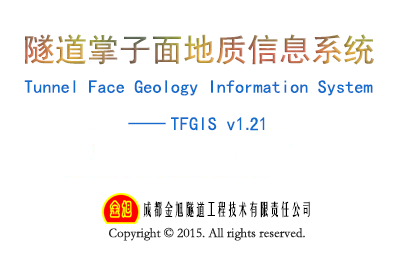 隧道掌子面地质信息系统
Tunnel Face Geology Information System
——TFGIS v1.21
金旭 成都金旭隧道工程技术有限责任公司
Copyright © 2015. All rights reserved.